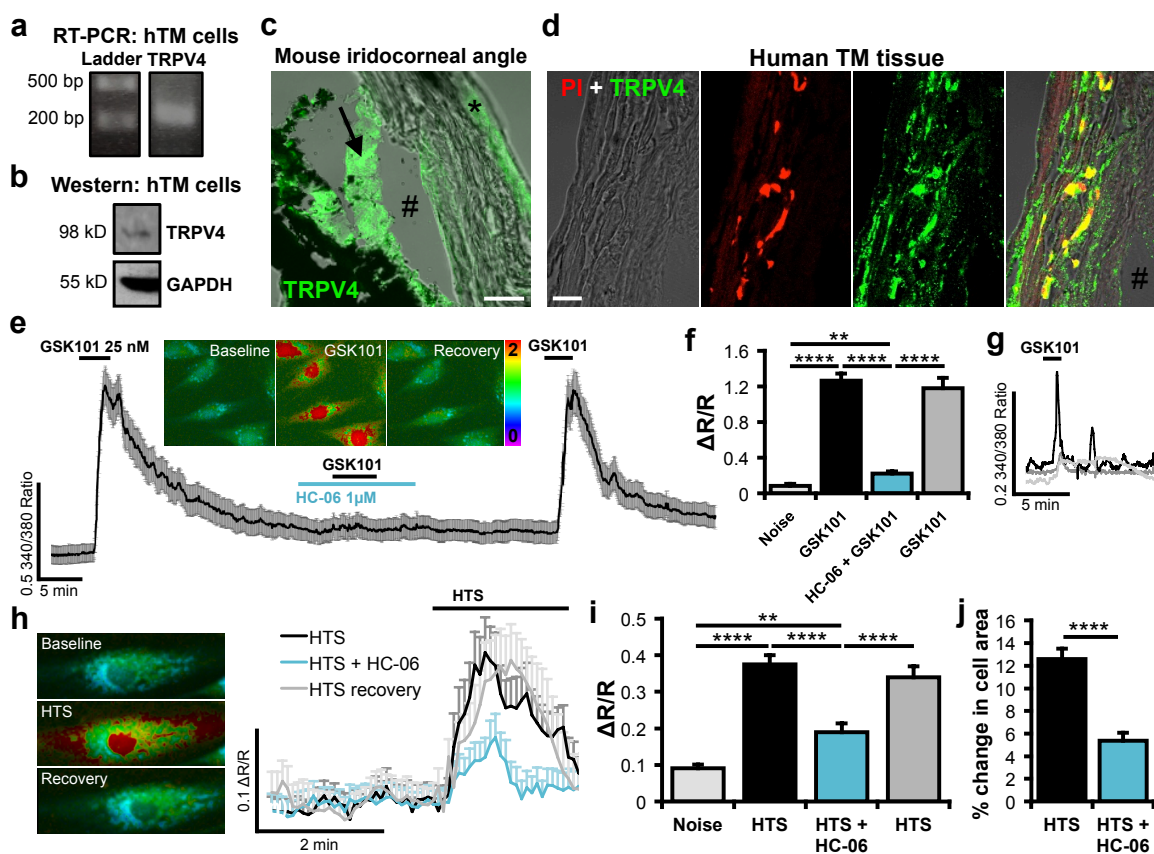 a
RT-PCR: hTM cells
Ladder TRPV4
500 bp
200 bp
b
Western: hTM cells
98 kD
TRPV4
55 kD
GAPDH
c
Mouse iridocorneal angle
*
#
TRPV4
d
Human TM tissue
PI + TRPV4
#
e
GSK101 25 nM
Baseline
GSK101
Recovery
2
0
GSK101
GSK101
HC-06 1µM
0.5 340/380 Ratio
5 min
f
**
**** **** ****
ΔR/R
1.6
1.2
0.8
0.4
0
Noise
GSK101
HC-06 + GSK101
GSK101
g
GSK101
0.2 340/380 Ratio
5 min
h
Baseline
HTS
Recovery
HTS
HTS
HTS + HC-06
HTS recovery
0.1 ΔR/R
2 min
i
**
**** **** ****
ΔR/R
0.5
0.4
0.3
0.2
0.1
0
Noise
HTS
HTS +
HC-06
HTS
j
****
% change in cell area
16
14
12
10
8
6
4
2
0
HTS
HTS +
HC-06